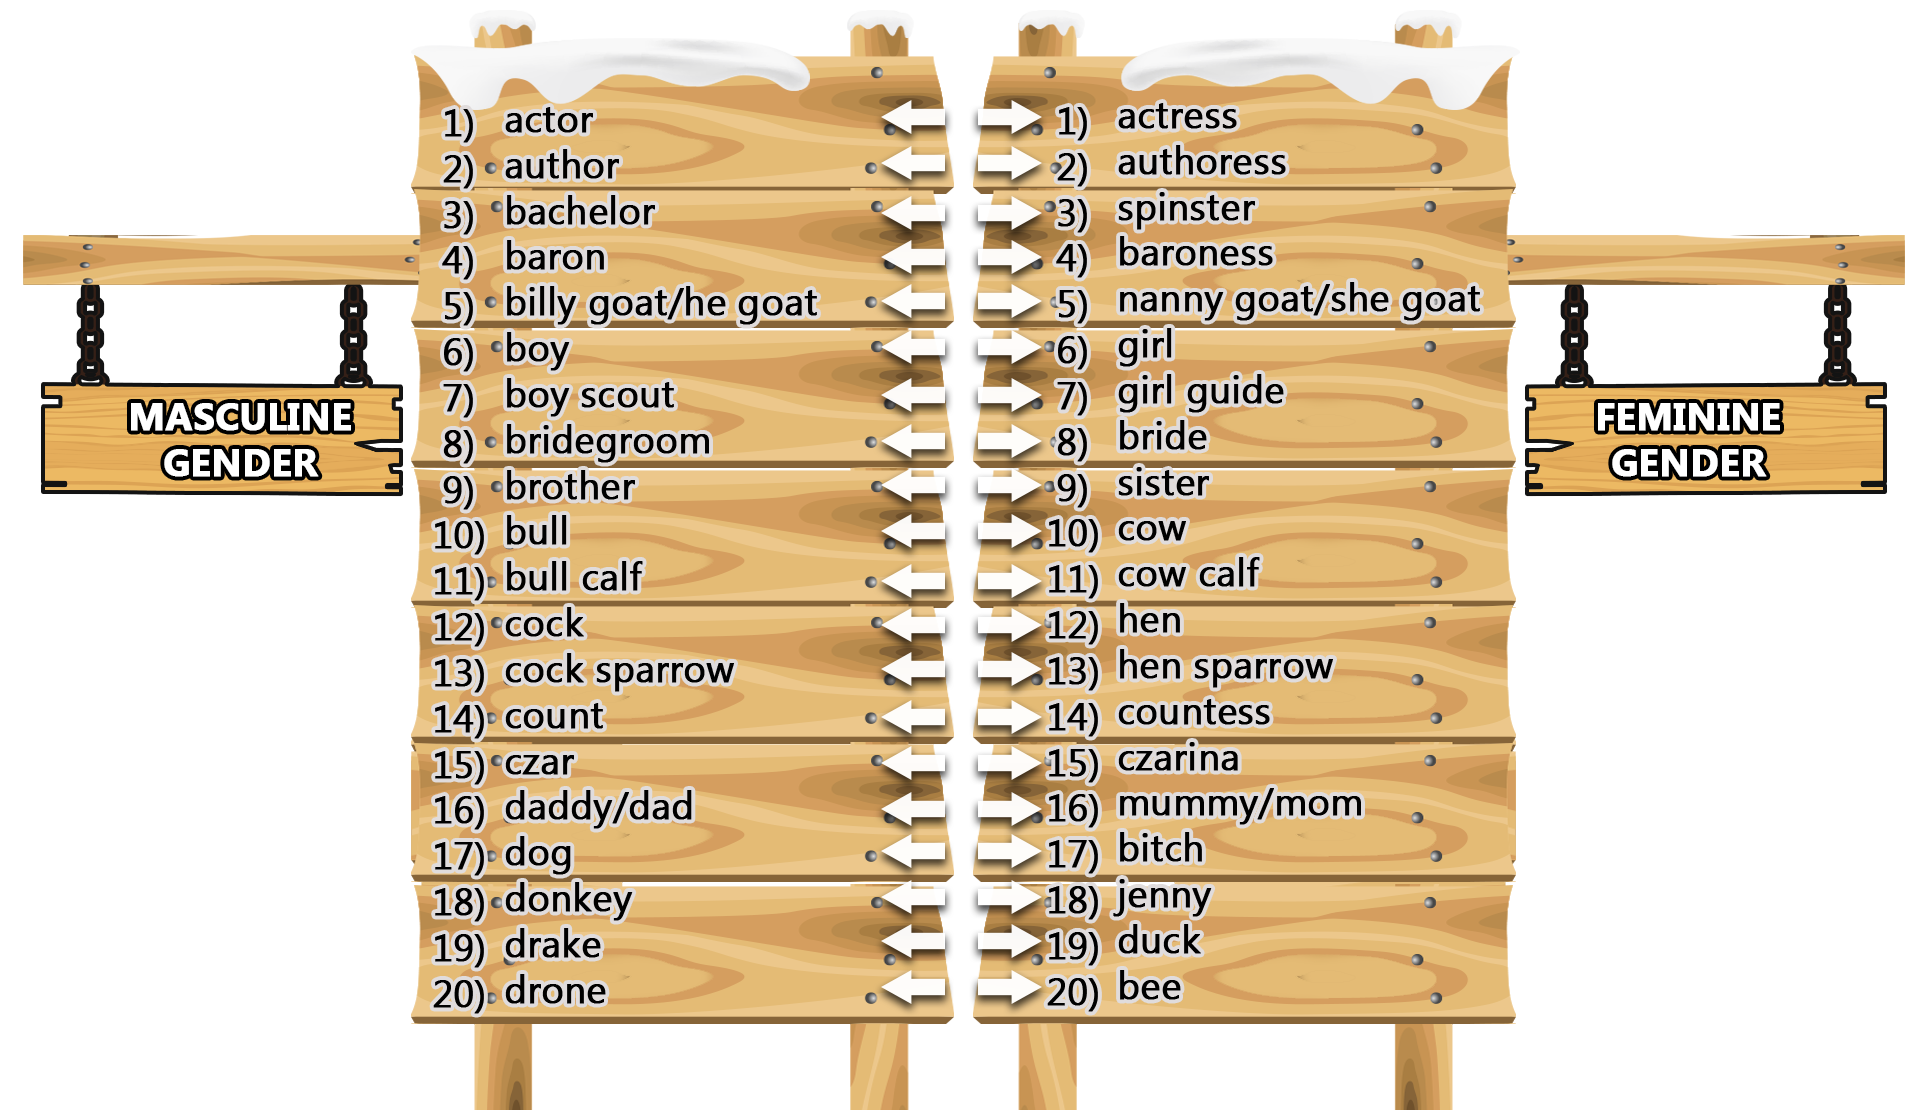 MASCULINE
GENDER
1) actor
2) author
3) bachelor
4) baron
5) billy goat/he goat
6) boy
7) boy scout
8) bridegroom
9) brother
10) bull
11) bull calf
12) cock
13) cock sparrow
14) count
15) czar
16) daddy/dad
17) dog
18) donkey
19) drake
20) drone
1) actress
2) authoress
3) spinster
4) baroness
5) nanny goat/she goat
6) girl
7) girl guide
8) bride
9) sister
10) cow
11) cow calf
12) hen
13) hen sparrow
14) countess
15) czarina
16) mummy/mom
17) bitch
18) jenny
19) duck
20) bee
FEMININE
GENDER